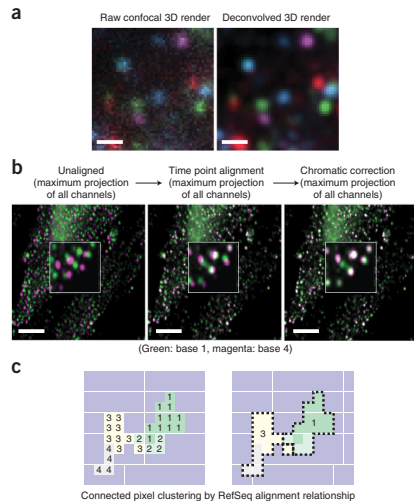 a
Raw confocal 3D render
Deconvolved 3D render
b
Unaligned
(maximum projection
of all channels)
Time point alignment
(maximum projection
of all channels)
Chromatic correction
(maximum projection
of all channels)
(Green: base 1, magenta: base 4)
c
1
1 1
3 3 1 1 1 1
3 3 1 1 1 1
3 3 3 3 2 1 2
4 3 2 2
4
4 4
3
1
Connected pixel clustering by RefSeq alignment relationship